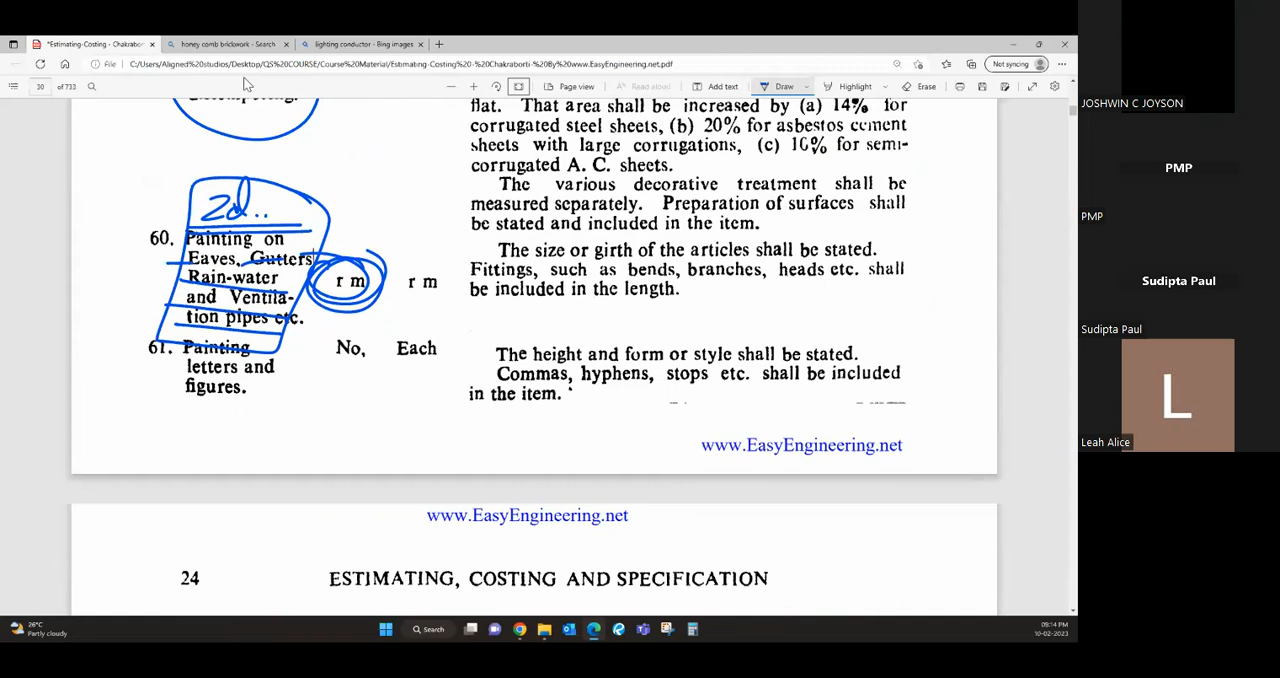 *Estimating-Costing - Chakrabor
honey comb brickwork - Search
lighting conductor - Bing images
File
C:/Users/Aligned%20studios/Desktop/QS%20COURSE/Course%20Material/Estimating-Costing%20-%20Chakraborti-%20By%20www.EasyEngineering.net.pdf
Not syncing
30 of 733
Page view
Read aloud
Add text
Draw
Highlight
Erase
distempering.
flat. That area shall be increased by (a) 14% for
corrugated steel sheets, (b) 20% for asbestos cement
sheets with large corrugations, (c) 10% for semi-
corrugated A. C. sheets.
The various decorative treatment shall be
measured separately. Preparation of surfaces shall
be stated and included in the item.
2d..
60. Painting on
Eaves, Gutters
Rain-water
and Ventila-
tion pipes etc.
r m r m
The size or girth of the articles shall be stated.
Fittings, such as bends, branches, heads etc. shall
be included in the length.
61. Painting
letters and
figures.
No, Each
The height and form or style shall be stated.
Commas, hyphens, stops etc. shall be included
in the item.
www.EasyEngineering.net
www.EasyEngineering.net
24 ESTIMATING, COSTING AND SPECIFICATION
26°C
Partly cloudy
Search
09:14 PM
10-02-2023
JOSHWIN C JOYSON
PMP
PMP
Sudipta Paul
Sudipta Paul
L
Leah Alice